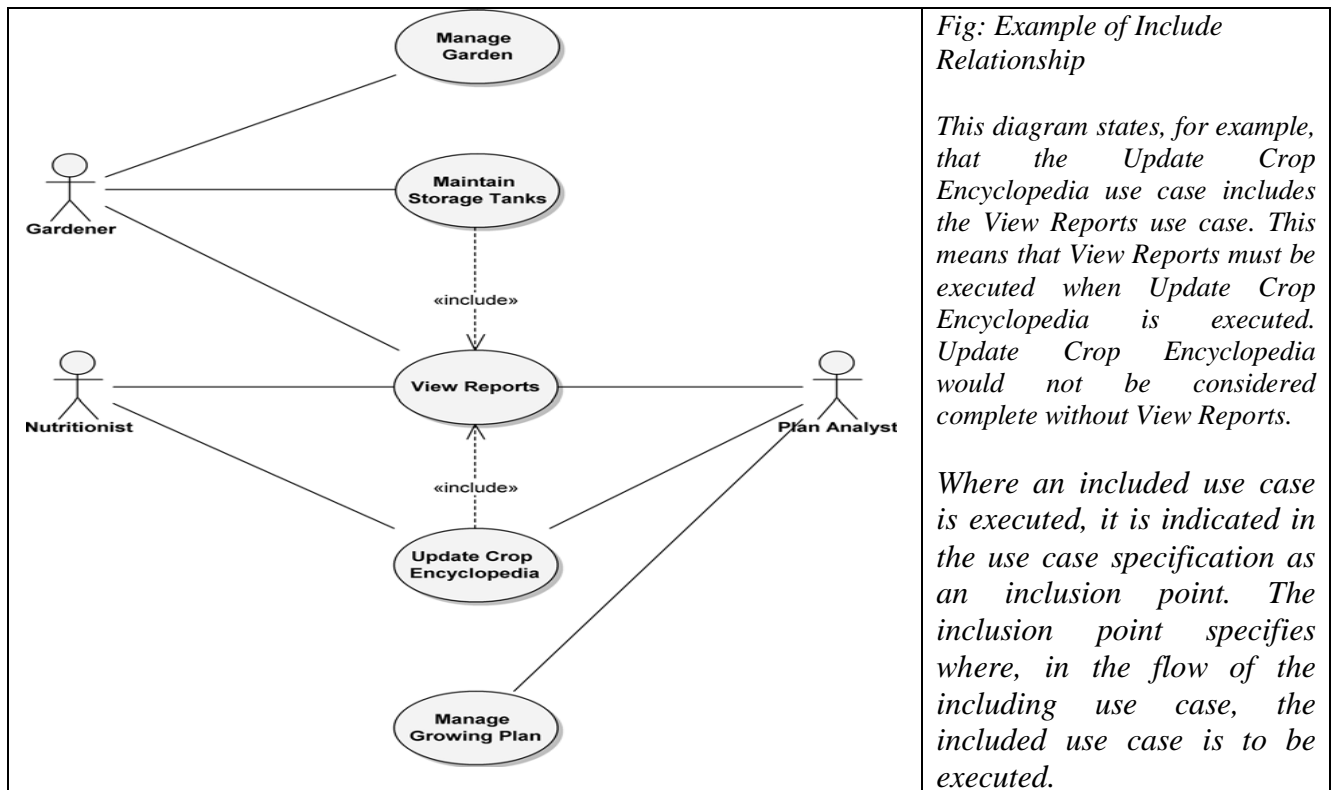 Manage
Garden
Maintain
Storage Tanks
Gardener
«include»
View Reports
Nutritionist
Plan Analyst
«include»
Update Crop
Encyclopedia
Manage
Growing Plan
Fig: Example of Include
Relationship
This diagram states, for example,
that the Update Crop
Encyclopedia use case includes
the View Reports use case. This
means that View Reports must be
executed when Update Crop
Encyclopedia is executed.
Update Crop Encyclopedia
would not be considered
complete without View Reports.
Where an included use case
is executed, it is indicated in
the use case specification as
an inclusion point. The
inclusion point specifies
where, in the flow of the
including use case, the
included use case is to be
executed.